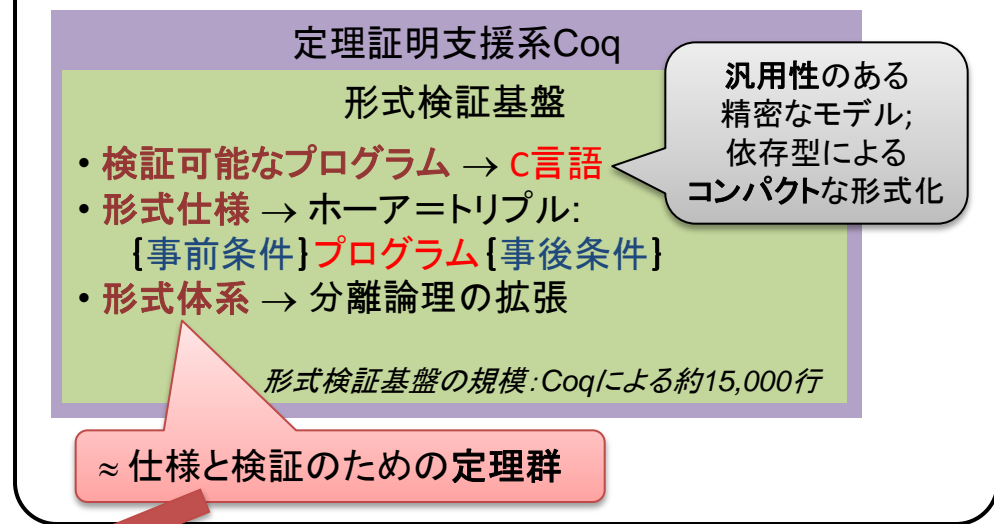 定理証明支援系Coq
形式検証基盤
• 検証可能なプログラム → C言語
• 形式仕様 → ホーア＝トリプル:
{事前条件}プログラム{事後条件}
• 形式体系 → 分離論理の拡張
形式検証基盤の規模：Coqによる約15,000行
汎用性のある
精密なモデル;
依存型による
コンパクトな形式化
≈ 仕様と検証のための定理群